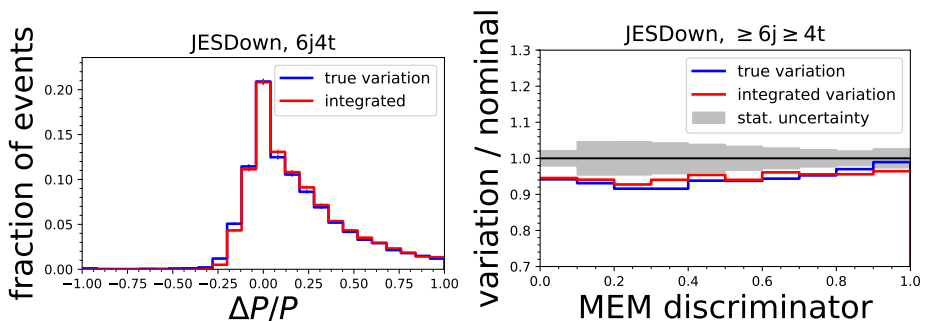 JESDown, 6j4t
fraction of events
true variation
integrated
0.20
0.15
0.10
0.05
0.00
−1.00 −0.75 −0.50 −0.25 0.00 0.25 0.50 0.75 1.00
ΔP/P
JESDown, ≥ 6j ≥ 4t
variation / nominal
true variation
integrated variation
stat. uncertainty
1.3
1.2
1.1
1.0
0.9
0.8
0.7
0.0 0.2 0.4 0.6 0.8 1.0
MEM discriminator